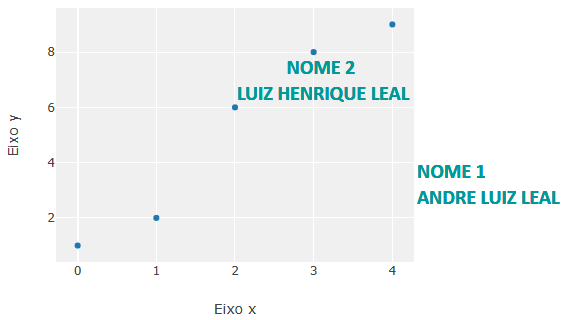 8
NOME 2
LUIZ HENRIQUE LEAL
6
Eixo y
4
NOME 1
ANDRE LUIZ LEAL
2
0 1 2 3 4
Eixo x